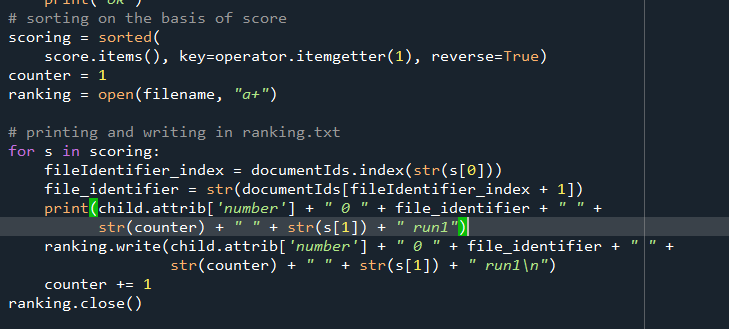 print("OK")
# sorting on the basis of score
scoring = sorted(
    score.items(), key=operator.itemgetter(1), reverse=True)
counter = 1
ranking = open(filename, "a+")

# printing and writing in ranking.txt
for s in scoring:
    fileIdentifier_index = documentIds.index(str(s[0]))
    file_identifier = str(documentIds[fileIdentifier_index + 1])
    print(child.attrib['number'] + " 0 " + file_identifier + " " +
          str(counter) + " " + str(s[1]) + " run1")
    ranking.write(child.attrib['number'] + " 0 " + file_identifier + " " +
                  str(counter) + " " + str(s[1]) + " run1\n")
    counter += 1
ranking.close()